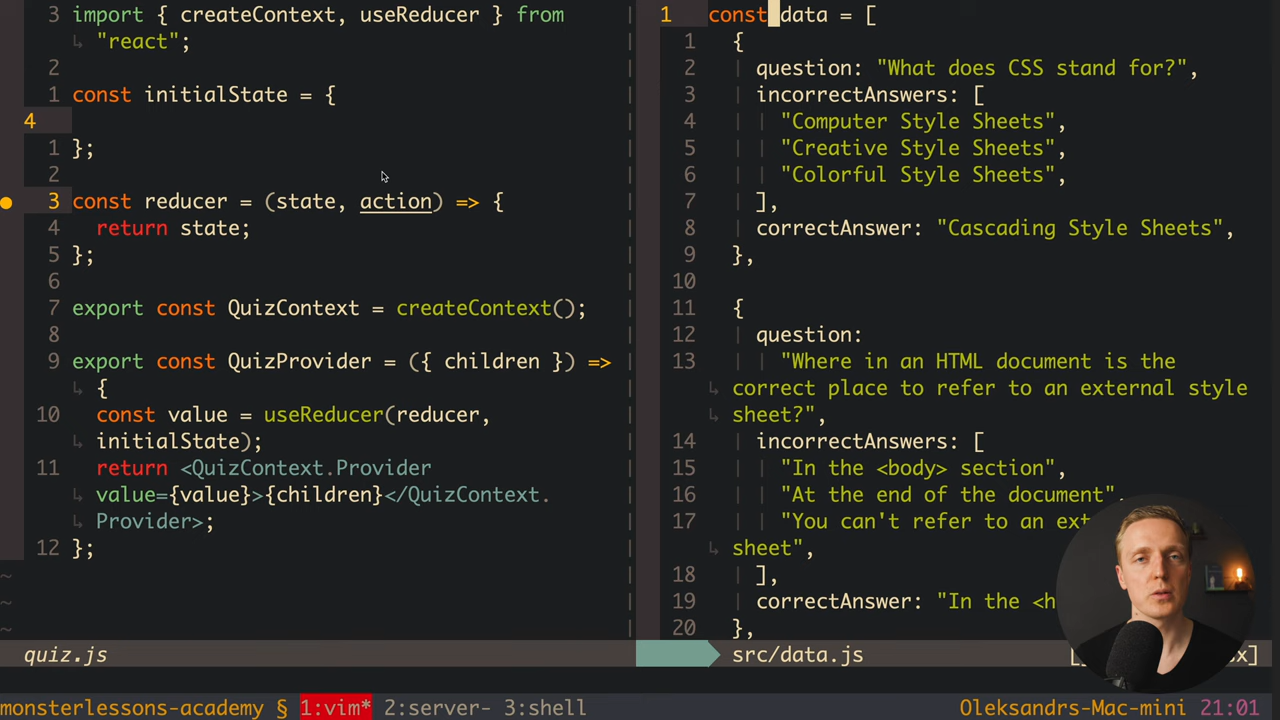 3 import { createContext, useReducer } from
↳ "react";
2
1 const initialState = {
4
1 };
2
3 const reducer = (state, action) => {
4 return state;
5 };
6
7 export const QuizContext = createContext();
8
9 export const QuizProvider = ({ children }) =>
↳ {
10 const value = useReducer(reducer,
↳ initialState);
11 return <QuizContext.Provider
↳ value={value}>{children}</QuizContext.
↳ Provider>;
12 };
~
~
~
quiz.js
1 const data = [
1 {
2 question: "What does CSS stand for?",
3 incorrectAnswers: [
4 "Computer Style Sheets",
5 "Creative Style Sheets",
6 "Colorful Style Sheets",
7 ],
8 correctAnswer: "Cascading Style Sheets",
9 },
10
11 {
12 question:
13 "Where in an HTML document is the
↳ correct place to refer to an external style
↳ sheet?",
14 incorrectAnswers: [
15 "In the <body> section",
16 "At the end of the document",
17 "You can't refer to an
↳ sheet",
18 ],
19 correctAnswer: "In the
20 },
src/data.js
monsterlessons-academy § 1:vim* 2:server- 3:shell
Oleksandrs-Mac-mini 21:01